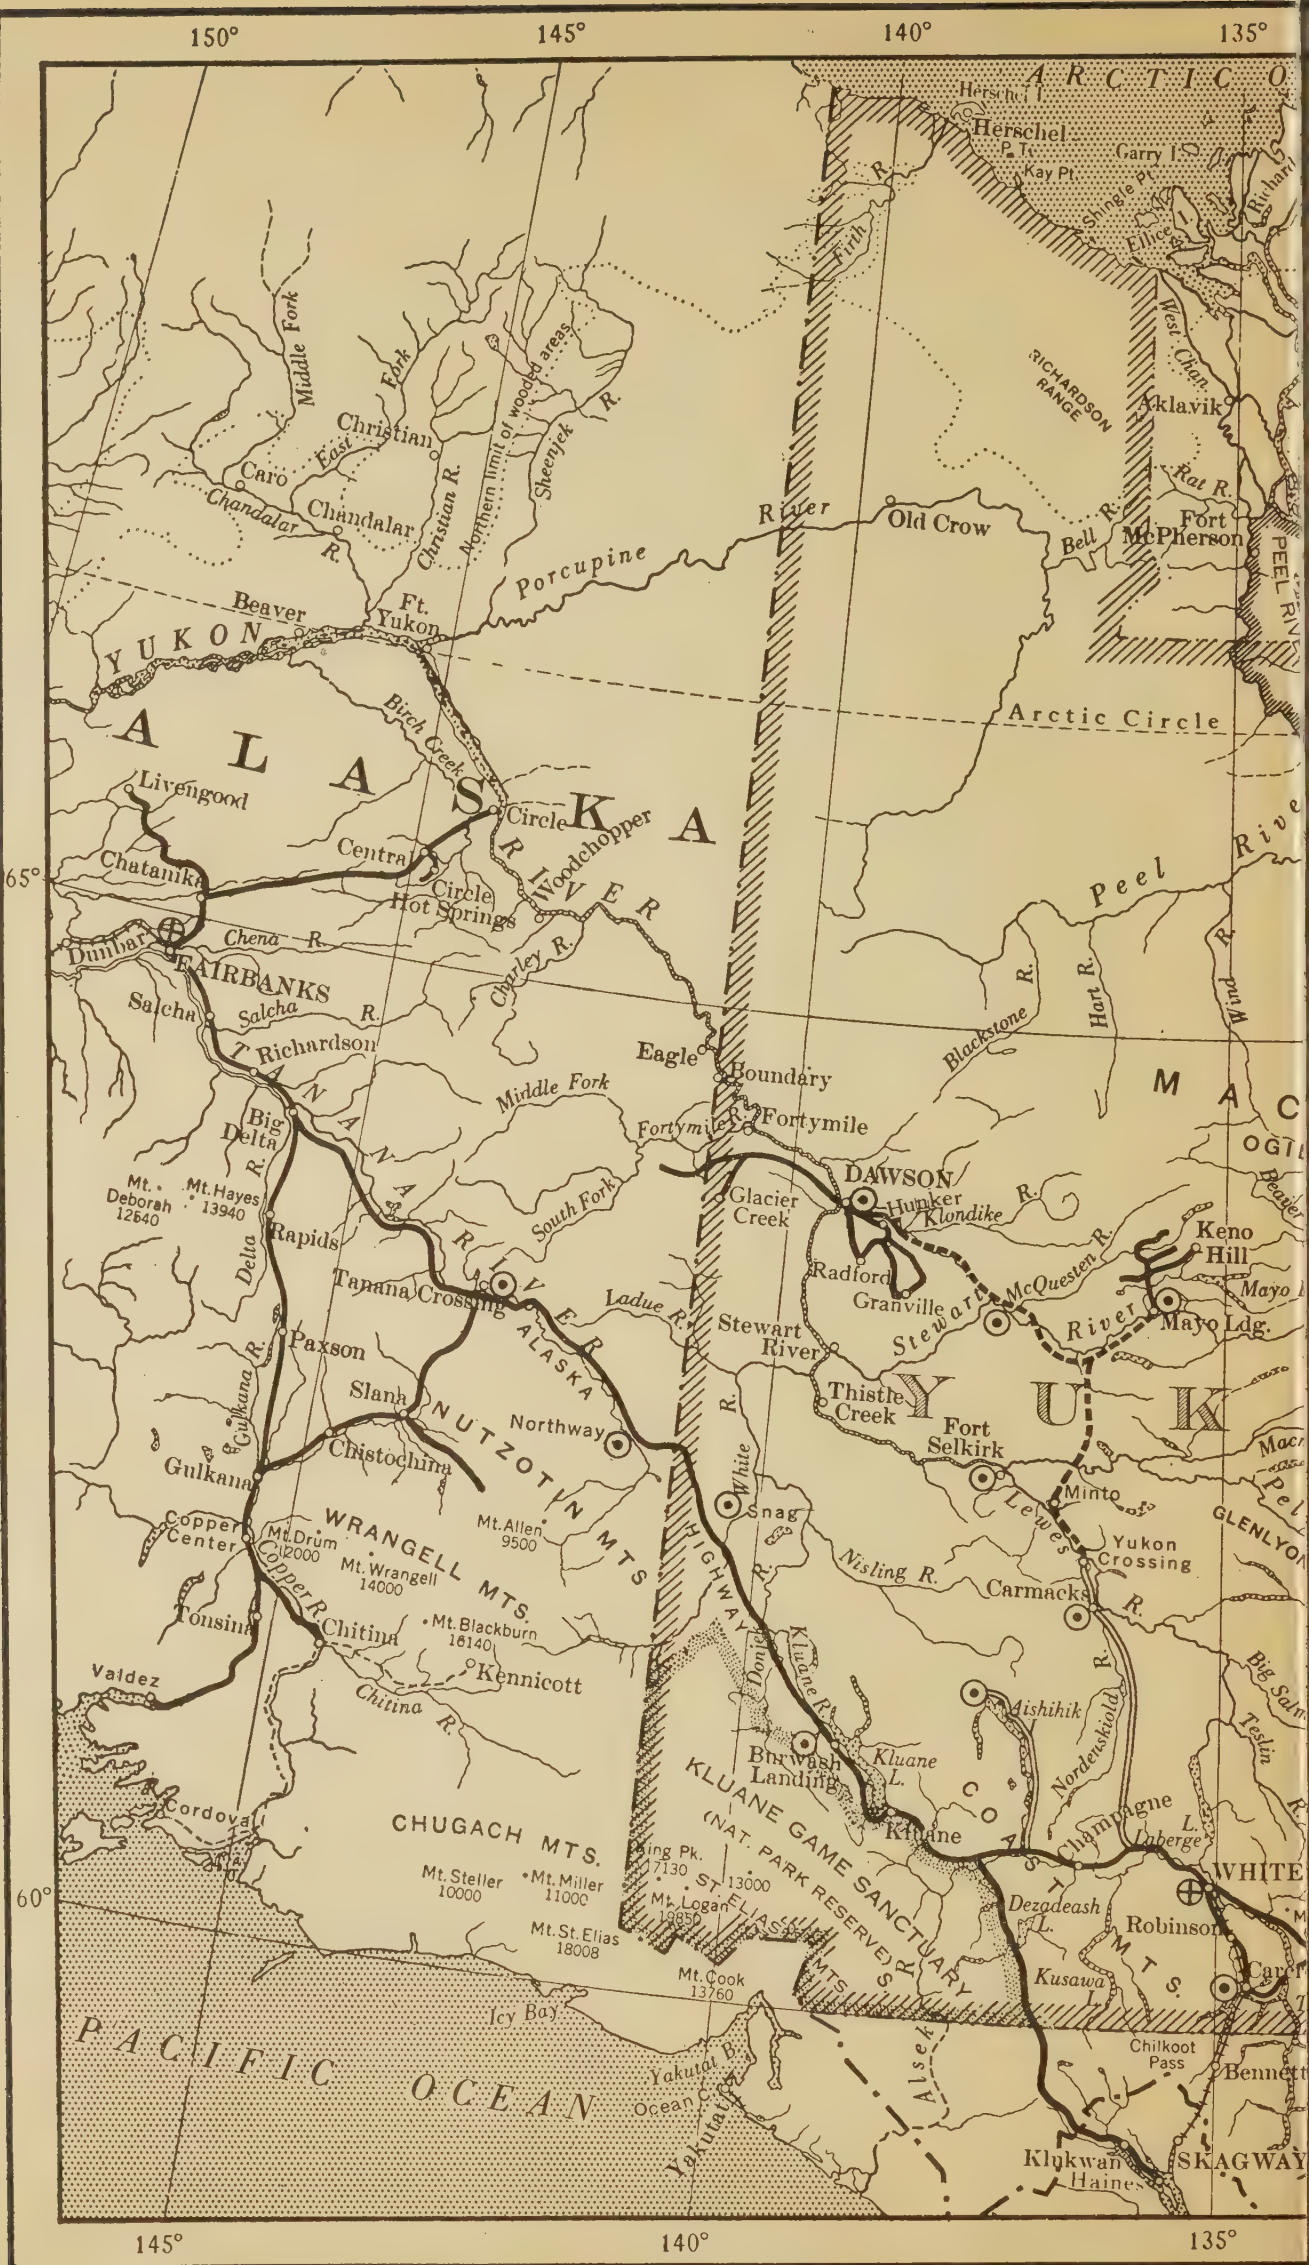 150°
145°
140°
135°
ARCTIC O
Herschel I
Herschel
P. T.
Kay Pt.
Garry I.
Shingle Pt.
Ellice I.
Richard
Firth R.
West Chan.
RICHARDSON
RANGE
Aklavik
Rat R.
Fort
McPherson
Bell R.
PEEL RIVE
Middle Fork
East Fork
Christian
Caro
Chandalar R.
Chandalar
Christian R.
Northern limit of wooded areas
Sheenjek R.
Porcupine River
Old Crow
Beaver
Ft.
Yukon
YUKON RIVER
Arctic Circle
Birch Creek
ALASKA
Livengood
Circle
Woodchopper
Central
Circle
Hot Springs
Chatanika
65°
Dunbar
FAIRBANKS
Chena R.
Charley R.
Salcha
Salcha R.
Richardson
TANANA RIVER
Peel Rive
Blackstone R.
Hart R.
Wind R.
Eagle
Boundary
Middle Fork
Fortymile R.
Fortymile
MAC
OGIL
Beaver
Big
Delta
Mt.
Deborah
12540
Mt. Hayes
13940
Delta R.
Rapids
South Fork
Glacier
Creek
DAWSON
Hunker
Klondike R.
Radford
Granville
McQuesten R.
Keno
Hill
Mayo
Mayo Ldg.
Stewart River
Tanana Crossing
Ladue R.
Stewart
River
Paxson
ALASKA HIGHWAY
Gulkana R.
Slana
NUTZOTIN MTS
Northway
Thistle
Creek
YUK
Fort
Selkirk
White R.
Chistochina
Gulkana
Macm
Pel
Minto
GLENLYON
Lewes R.
Snag
Copper
Center
Mt. Drum
12000
WRANGELL MTS.
Mt. Wrangell
14000
Mt. Allen
9500
Yukon
Crossing
Nisling R.
Carmacks
Copper R.
Tonsina
Chitina
Mt. Blackburn
16140
Kennicott
Donjek R.
Kluane R.
Valdez
Chitina R.
Aishihik
L.
Nordenskiold R.
Big Salm
Teslin R.
Burwash
Landing
Kluane
L.
Kluane
COAST MTS.
Champagne
L.
Laberge
Cordova
CHUGACH MTS.
KLUANE GAME SANCTUARY
(NAT. PARK RESERVE)
King Pk.
17130
13000
Mt. Steller
10000
Mt. Miller
11000
Mt. Logan
19850
ST. ELIAS MTS.
WHITE
60°
Dezadeash
L.
Robinson
Mt. St. Elias
18008
Kusawa
L.
Carcr
Mt. Cook
13760
Icy Bay
PACIFIC OCEAN
Yakutat B.
Ocean C.
Yakutat
Alsek R.
Chilkoot
Pass
Bennett
Klukwan
Haines
SKAGWAY
145°
140°
135°